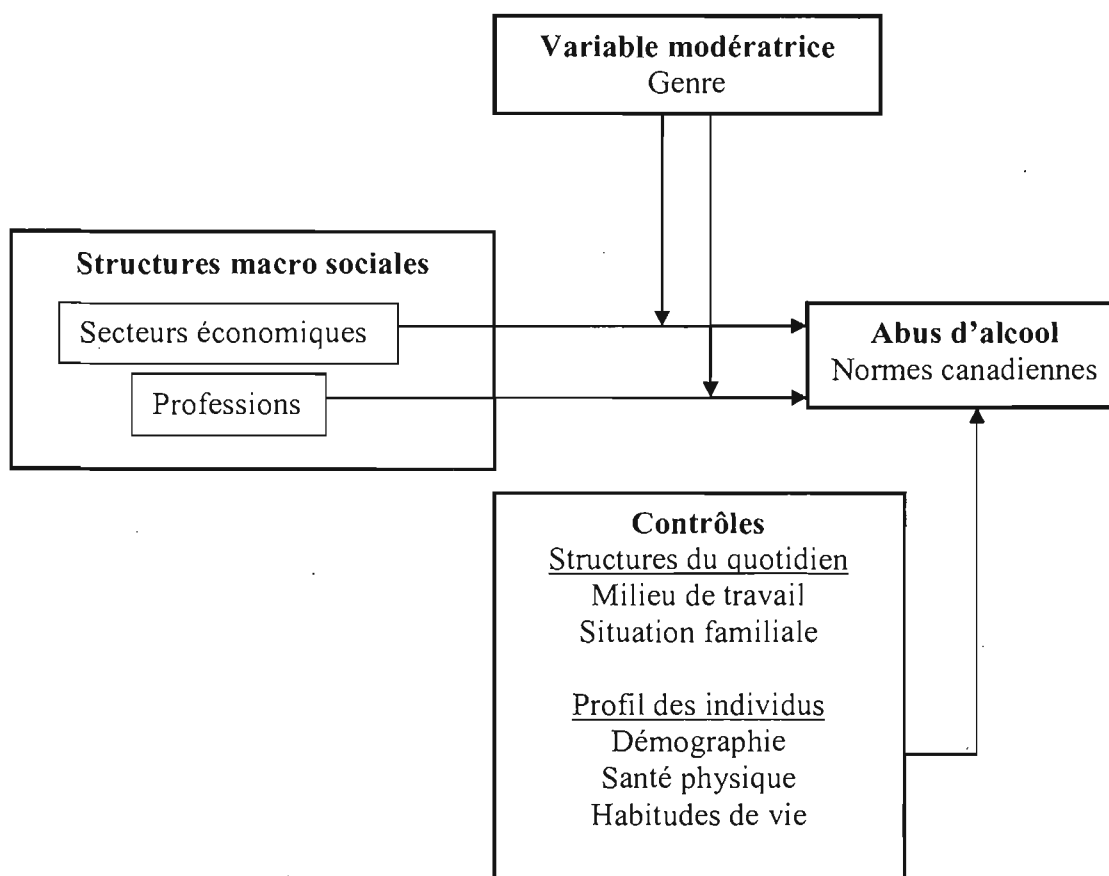 Variable modératrice
Genre
Structures macro sociales
Secteurs économiques
Professions
Abus d'alcool
Normes canadiennes
Contrôles
Structures du quotidien
Milieu de travail
Situation familiale
Profil des individus
Démographie
Santé physique
Habitudes de vie